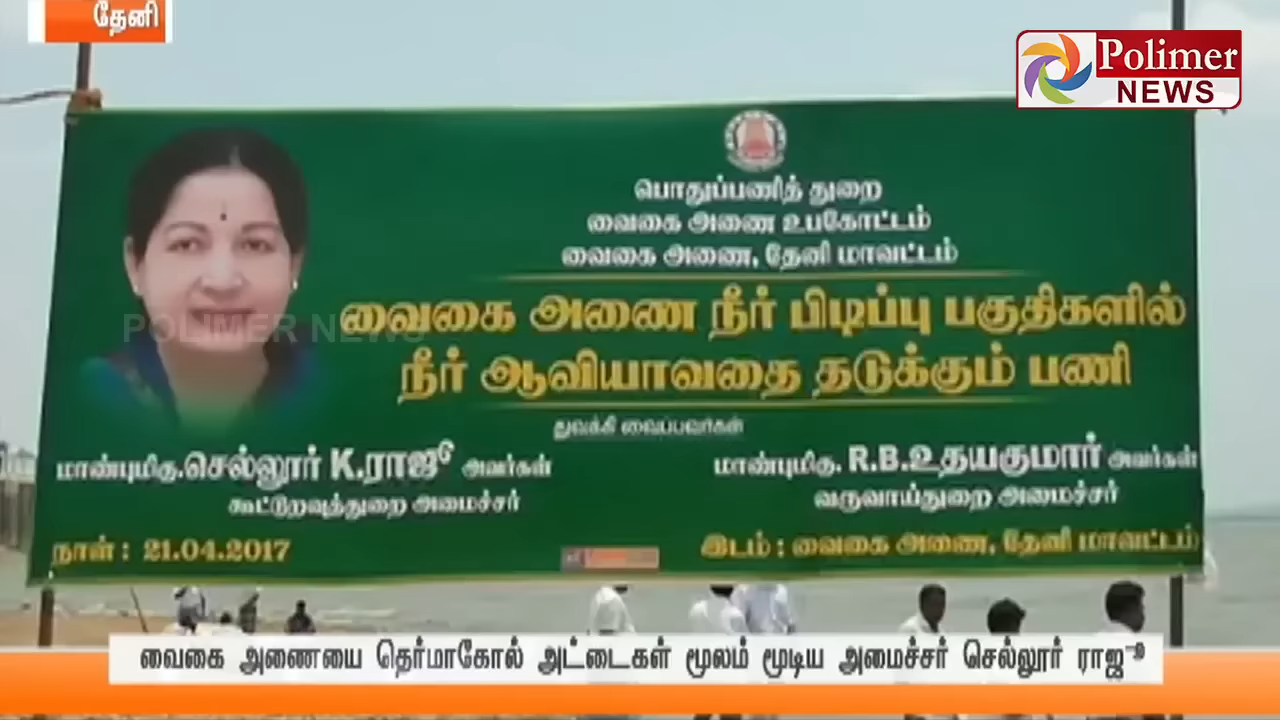 தேனி
Polimer
NEWS
பொதுப்பணித் துறை
வைகை அணை உபகோட்டம்
வைகை அணை, தேனி மாவட்டம்
வைகை அணை நீர் பிடிப்பு பகுதிகளில்
நீர் ஆவியாவதை தடுக்கும் பணி
POLIMER NEWS
துவக்கி வைப்பவர்கள்
மாண்புமிகு.செல்லூர் K.ராஜு அவர்கள்
கூட்டுறவுத்துறை அமைச்சர்
மாண்புமிகு. R.B.உதயகுமார் அவர்கள்
வருவாய்துறை அமைச்சர்
நாள் : 21.04.2017
இடம் : வைகை அணை, தேனி மாவட்டம்
வைகை அணையை தெர்மாகோல் அட்டைகள் மூலம் மூடிய அமைச்சர் செல்லூர் ராஜு